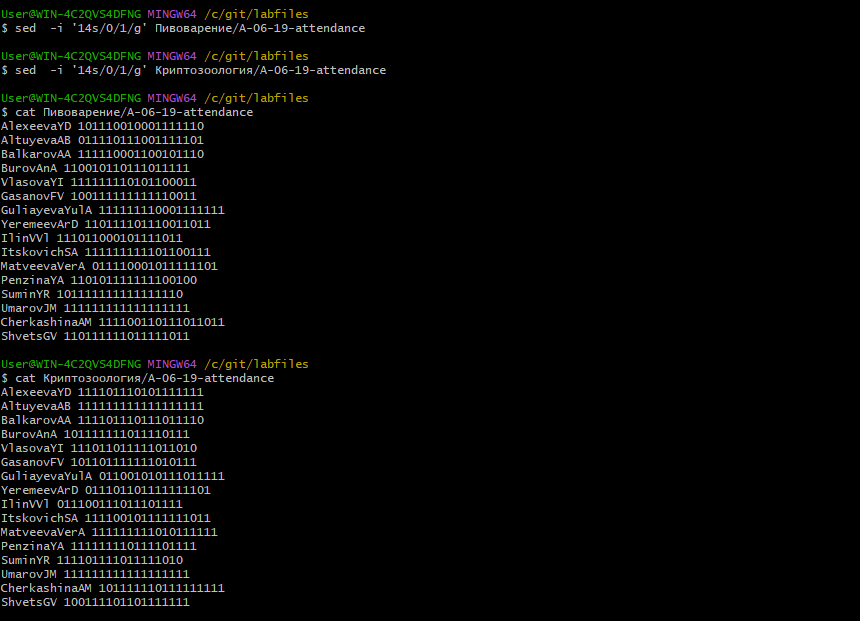 User@WIN-4C2QVS4DFNG MINGW64 /c/git/labfiles
$ sed  -i '14s/0/1/g' Пивоварение/A-06-19-attendance
User@WIN-4C2QVS4DFNG MINGW64 /c/git/labfiles
$ sed  -i '14s/0/1/g' Криптозоология/A-06-19-attendance
User@WIN-4C2QVS4DFNG MINGW64 /c/git/labfiles
$ cat Пивоварение/A-06-19-attendance
AlexeevaYD 101110010001111110
AltuyevaAB 011110111001111101
BalkarovAA 111110001100101110
BurovAnA 110010110111011111
VlasovaYI 111111110101100011
GasanovFV 100111111111110011
GuliayevaYulA 111111110001111111
YeremeevArD 110111101110011011
IlinVVl 111011000101111011
ItskovichSA 111111111101100111
MatveevaVerA 011110001011111101
PenzinaYA 110101111111100100
SuminYR 101111111111111110
UmarovJM 111111111111111111
CherkashinaAM 111100110111011011
ShvetsGV 110111111011111011
User@WIN-4C2QVS4DFNG MINGW64 /c/git/labfiles
$ cat Криптозоология/A-06-19-attendance
AlexeevaYD 111101110101111111
AltuyevaAB 111111111111111111
BalkarovAA 111110110111011110
BurovAnA 101111111011110111
VlasovaYI 111011011111011010
GasanovFV 101101111111010111
GuliayevaYulA 011001010111011111
YeremeevArD 011101101111111101
IlinVVl 011100111011101111
ItskovichSA 111100101111111011
MatveevaVerA 111111111010111111
PenzinaYA 111111110111101111
SuminYR 111101111011111010
UmarovJM 111111111111111111
CherkashinaAM 101111110111111111
ShvetsGV 100111101101111111